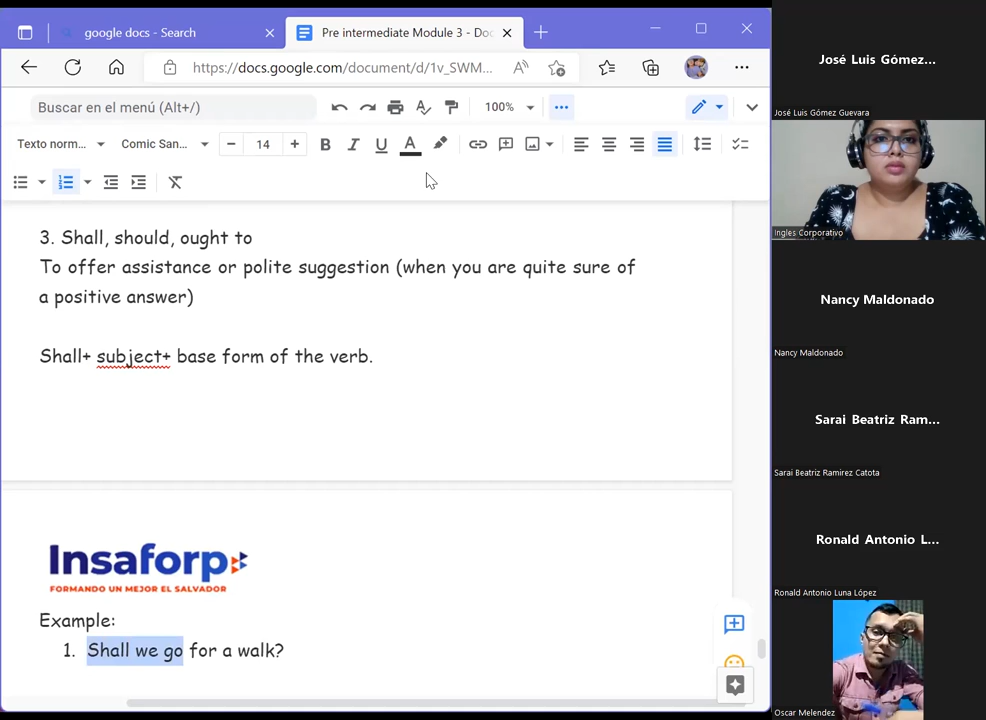 google docs - Search
Pre intermediate Module 3 - Doc
https://docs.google.com/document/d/1v_SWM...
Buscar en el menú (Alt+/)
100%
Texto norm...
Comic San...
14
3. Shall, should, ought to
To offer assistance or polite suggestion (when you are quite sure of
a positive answer)
Shall+ subject+ base form of the verb.
Insaforp
FORMANDO UN MEJOR EL SALVADOR
Example:
1. Shall we go for a walk?
José Luis Gómez...
José Luis Gómez Guevara
Ingles Corporativo
Nancy Maldonado
Nancy Maldonado
Sarai Beatriz Ram...
Sarai Beatriz Ramirez Catota
Ronald Antonio L...
Ronald Antonio Luna López
Oscar Melendez